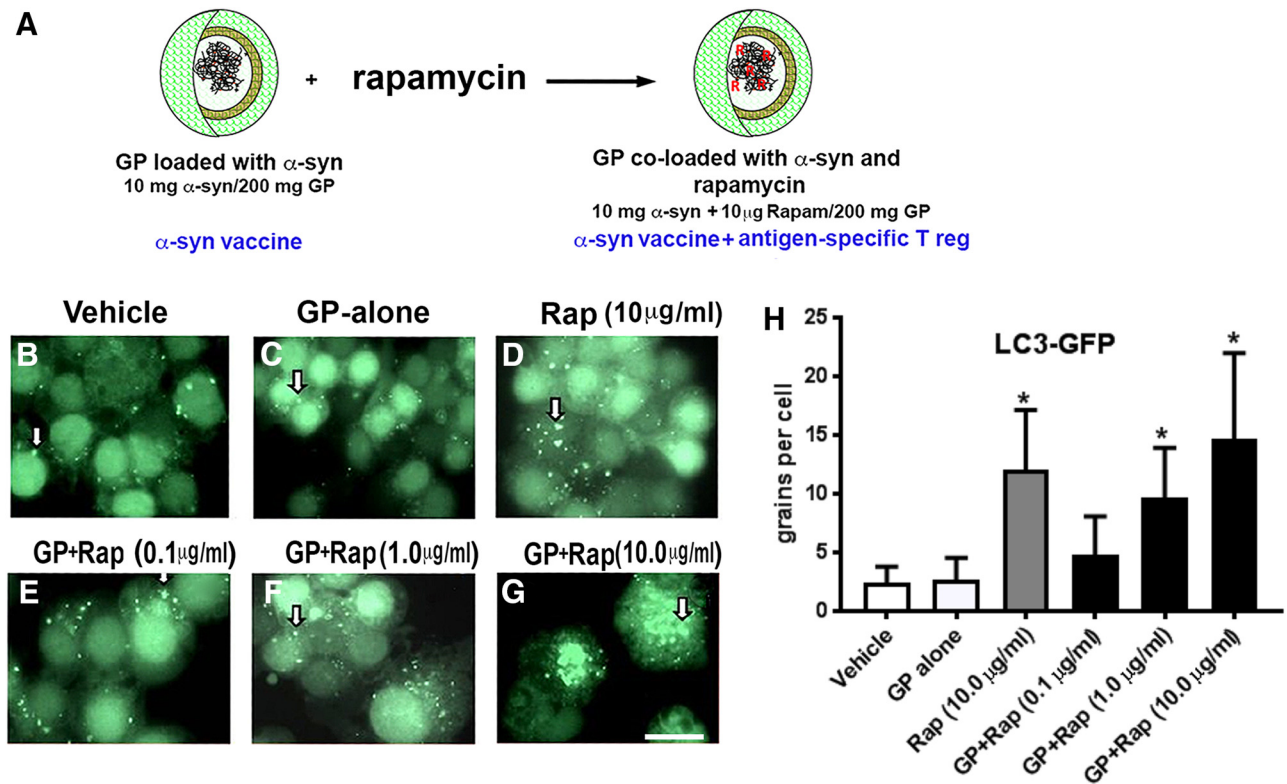 A
+
rapamycin
R R R R R
GP loaded with α-syn
10 mg α-syn/200 mg GP
α-syn vaccine
GP co-loaded with α-syn and
rapamycin
10 mg α-syn + 10µg Rapam/200 mg GP
α-syn vaccine+ antigen-specific T reg
Vehicle
GP-alone
Rap (10µg/ml)
B
C
D
GP+Rap (0.1µg/ml)
GP+Rap (1.0µg/ml)
GP+Rap(10.0µg/ml)
E
F
G
H
LC3-GFP
grains per cell
25
20
15
10
5
0
*
*
*
Vehicle
GP alone
Rap (10.0 µg/ml)
GP+Rap (0.1 µg/ml)
GP+Rap (1.0 µg/ml)
GP+Rap (10.0 µg/ml)